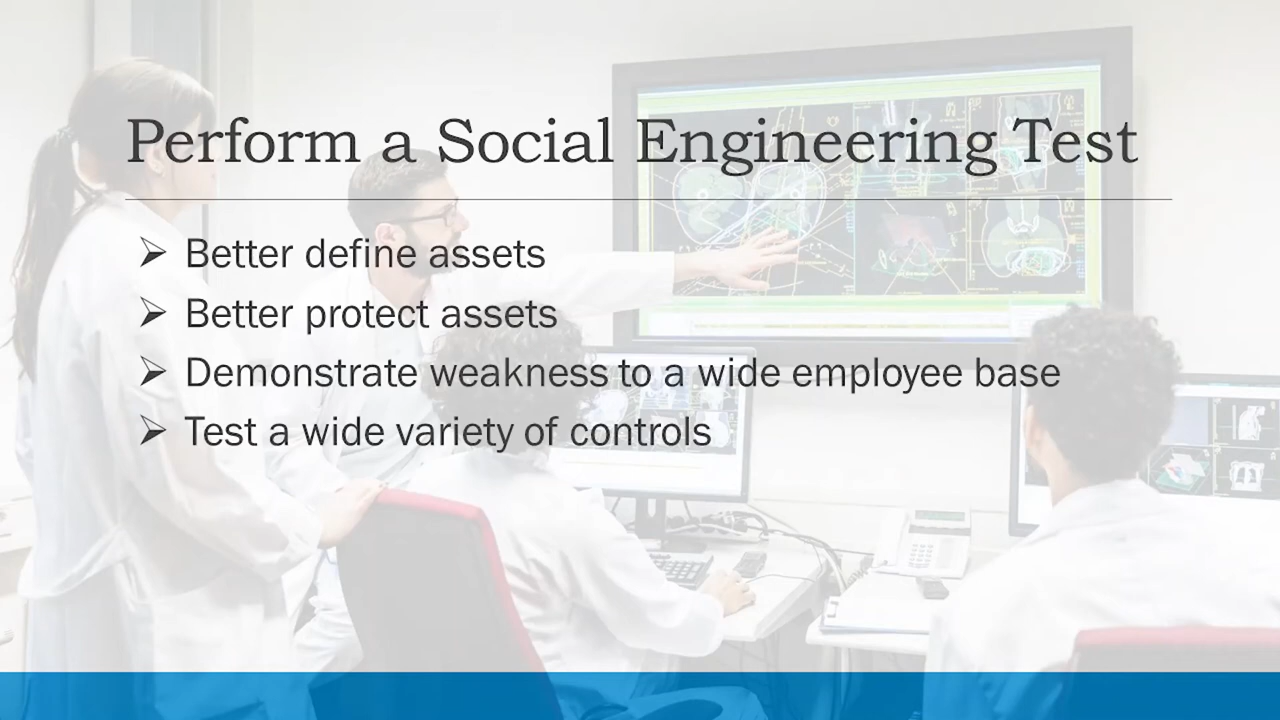 Perform a Social Engineering Test
Better define assets
Better protect assets
Demonstrate weakness to a wide employee base
Test a wide variety of controls